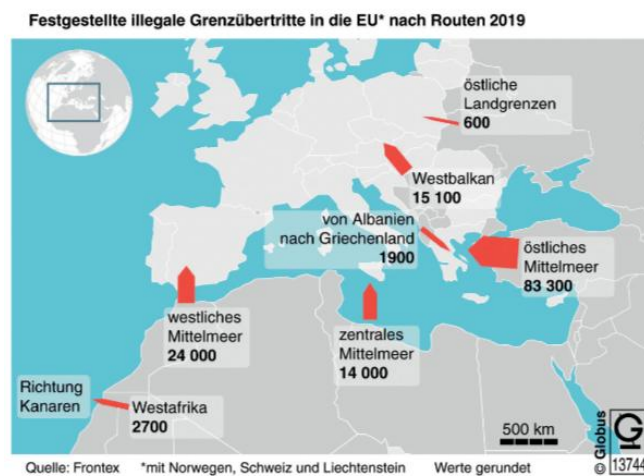 Festgestellte illegale Grenzübertritte in die EU* nach Routen 2019
östliche
Landgrenzen
600
Westbalkan
15 100
von Albanien
nach Griechenland
1900
östliches
Mittelmeer
83 300
westliches
Mittelmeer
24 000
zentrales
Mittelmeer
14 000
Richtung
Kanaren
Westafrika
2700
500 km
© Globus
G
13744
Quelle: Frontex *mit Norwegen, Schweiz und Liechtenstein Werte gerundet